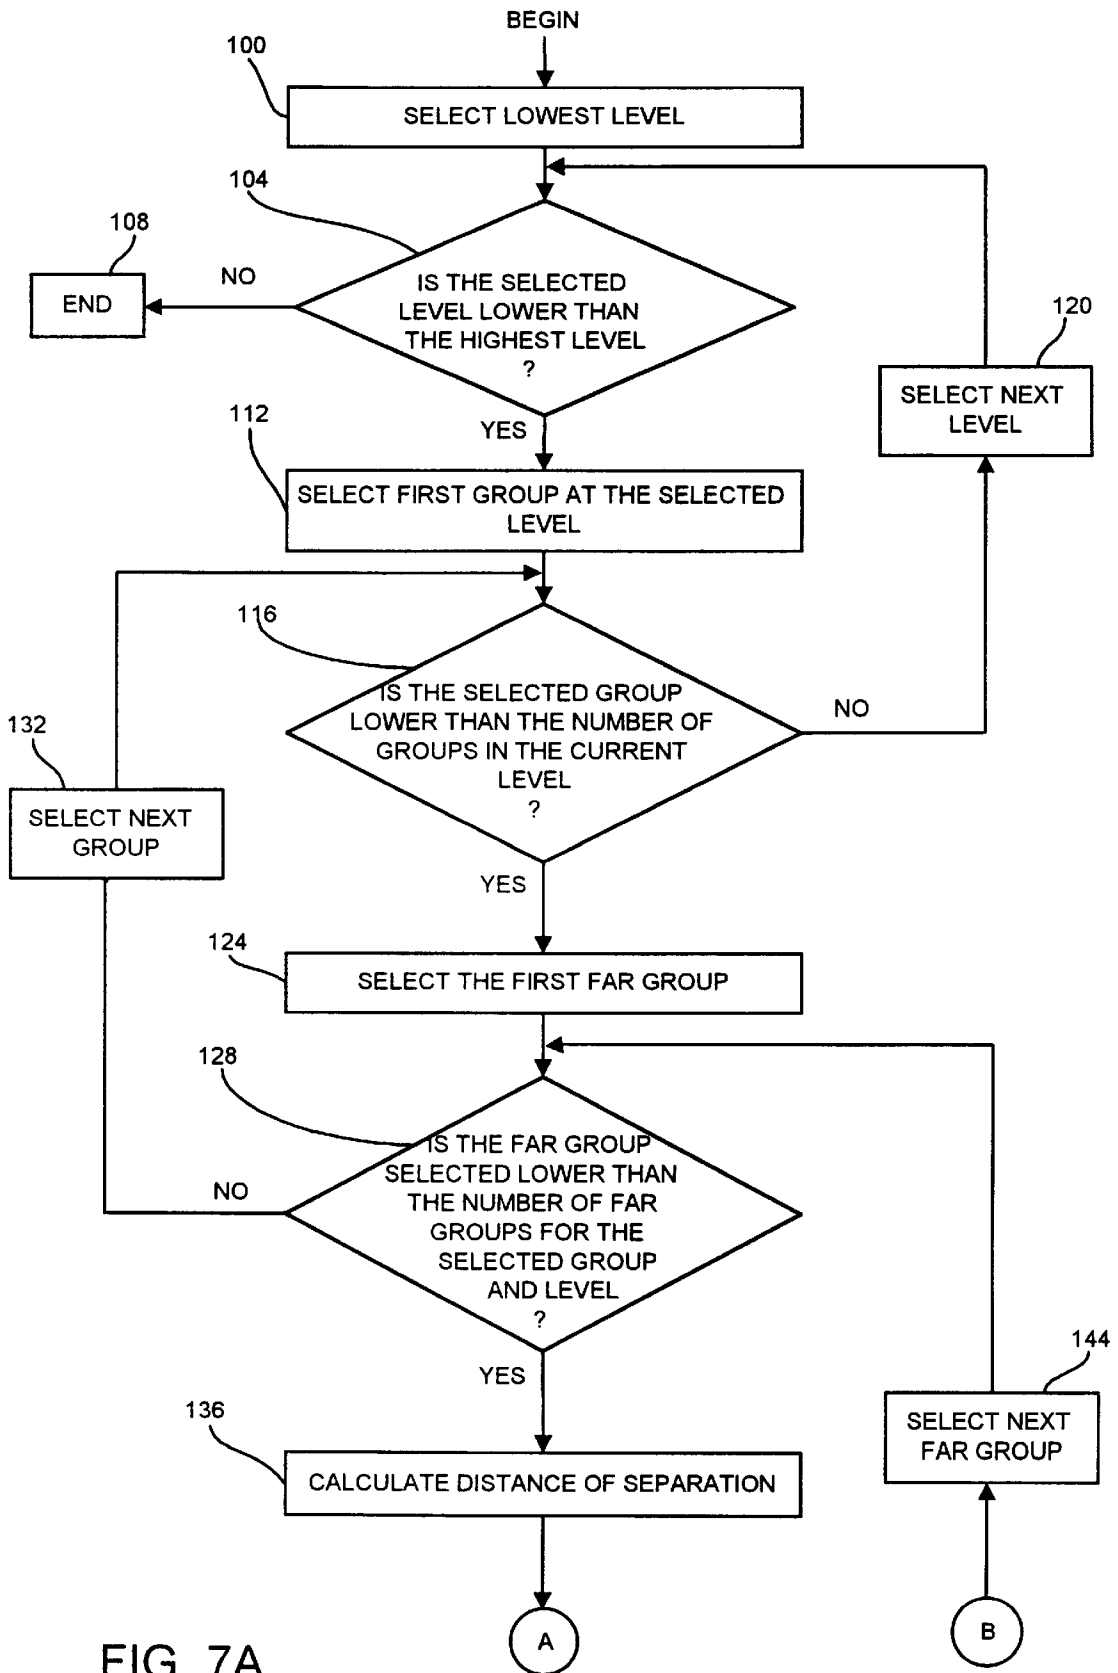 BEGIN
100
SELECT LOWEST LEVEL
104
108
NO
END
IS THE SELECTED
LEVEL LOWER THAN
THE HIGHEST LEVEL
?
120
SELECT NEXT
LEVEL
YES
112
SELECT FIRST GROUP AT THE SELECTED
LEVEL
116
IS THE SELECTED GROUP
LOWER THAN THE NUMBER OF
GROUPS IN THE CURRENT
LEVEL
?
NO
132
SELECT NEXT
GROUP
YES
124
SELECT THE FIRST FAR GROUP
128
IS THE FAR GROUP
SELECTED LOWER THAN
THE NUMBER OF FAR
GROUPS FOR THE
SELECTED GROUP
AND LEVEL
?
NO
YES
144
SELECT NEXT
FAR GROUP
136
CALCULATE DISTANCE OF SEPARATION
A
B
FIG. 7A